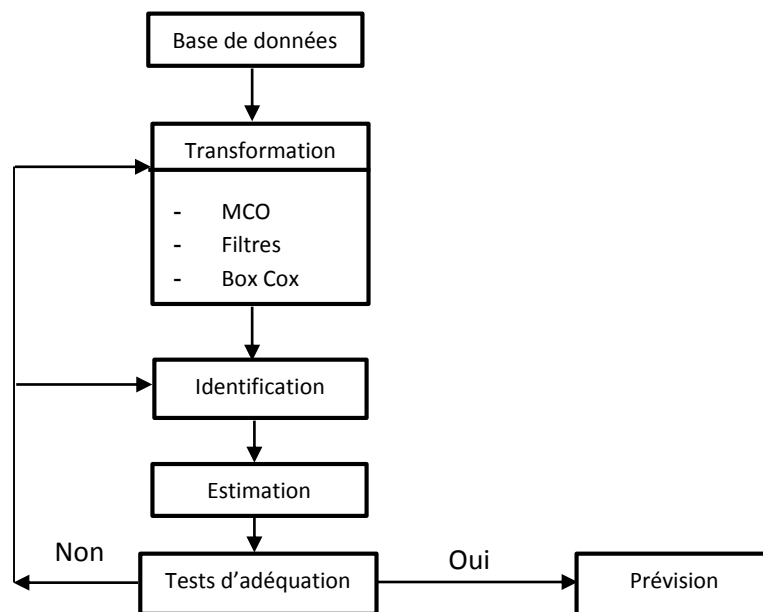 Base de données
Transformation
- MCO
- Filtres
- Box Cox
Identification
Estimation
Non
Tests d’adéquation
Oui
Prévision